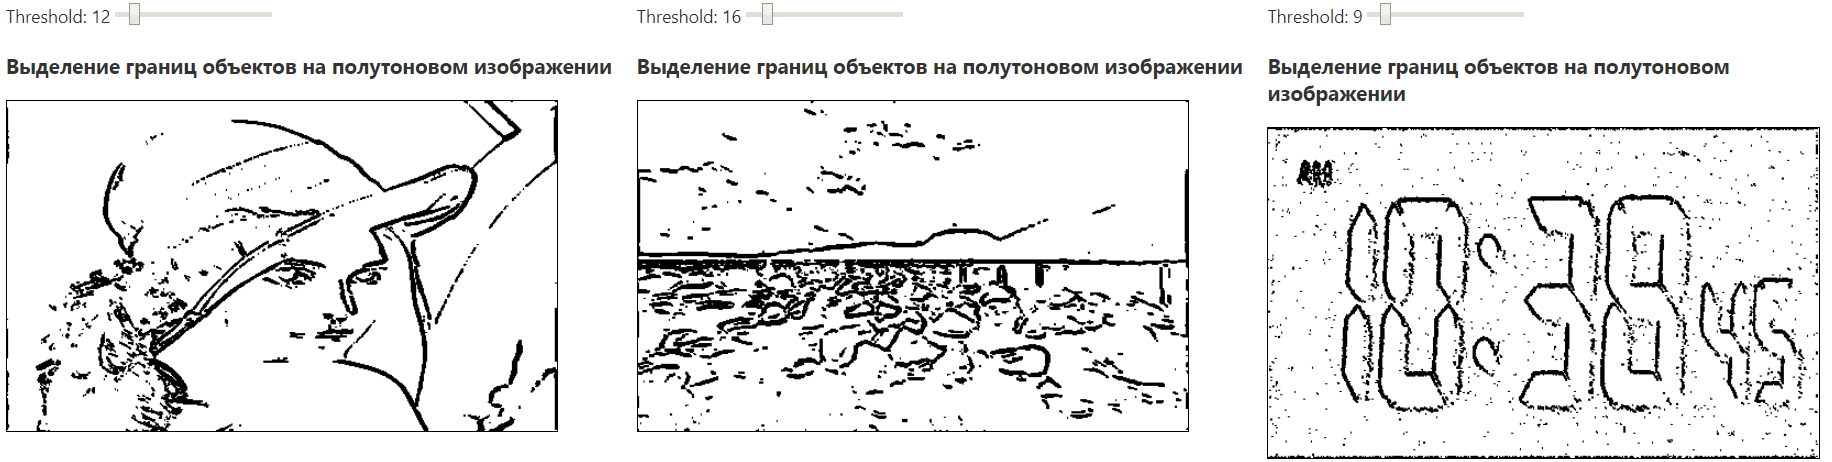 Threshold: 12
Выделение границ объектов на полутоновом изображении
Threshold: 16
Выделение границ объектов на полутоновом изображении
Threshold: 9
Выделение границ объектов на полутоновом
изображении
10:38 45